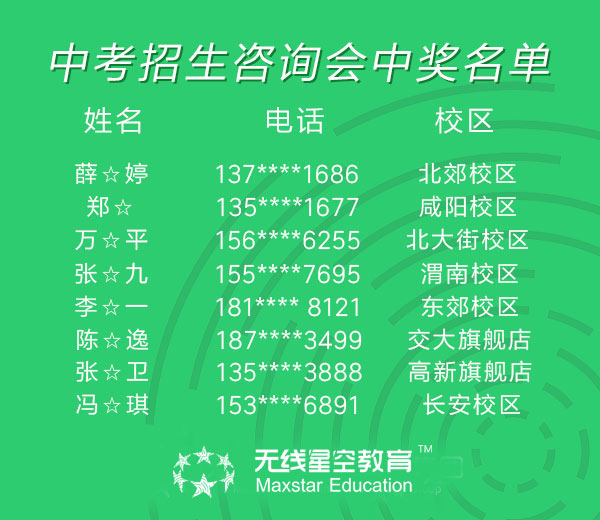 中考招生咨询会中奖名单
姓名 电话 校区
薛☆婷 137****1686 北郊校区
郑☆ 135****1677 咸阳校区
万☆平 156****6255 北大街校区
张☆九 155****7695 渭南校区
李☆一 181**** 8121 东郊校区
陈☆逸 187****3499 交大旗舰店
张☆卫 135****3888 高新旗舰店
冯☆琪 153****6891 长安校区
无线星空教育™
Maxstar Education